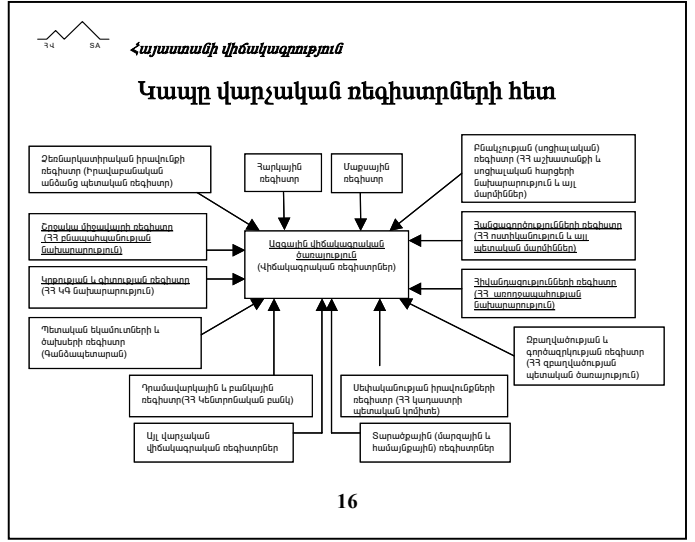 ՀՎ SA
Հայաստանի վիճակագրություն
Կապը վարչական ռեգիստրների հետ
Ձեռնարկատիրական իրավունքի
ռեգիստր (Իրավաբանական
անձանց պետական ռեգիստր)
Հարկային
ռեգիստր
Մաքսային
ռեգիստր
Բնակչության (սոցիալական)
ռեգիստր (ՀՀ աշխատանքի և
սոցիալական հարցերի
նախարարություն և այլ
մարմիններ)
Շրջակա միջավայրի ռեգիստր
(ՀՀ բնապահպանության
նախարարություն)
Ազգային վիճակագրական
ծառայություն
(Վիճակագրական ռեգիստրներ)
Հանցագործությունների ռեգիստր
(ՀՀ ոստիկանություն և այլ
պետական մարմիններ)
Կրթության և գիտության ռեգիստր
(ՀՀ ԿԳ նախարարություն)
Հիվանդացությունների ռեգիստր
(ՀՀ առողջապահության
նախարարություն)
Պետական եկամուտների և
ծախսերի ռեգիստր
(Գանձապետարան)
Զբաղվածության և
գործազրկության ռեգիստր
(ՀՀ զբաղվածության
պետական ծառայություն)
Դրամավարկային և բանկային
ռեգիստր(ՀՀ Կենտրոնական բանկ)
Սեփականության իրավունքների
ռեգիստր (ՀՀ կադաստրի
պետական կոմիտե)
Այլ վարչական
վիճակագրական ռեգիստրներ
Տարածքային (մարզային և
համայնքային) ռեգիստրներ
16